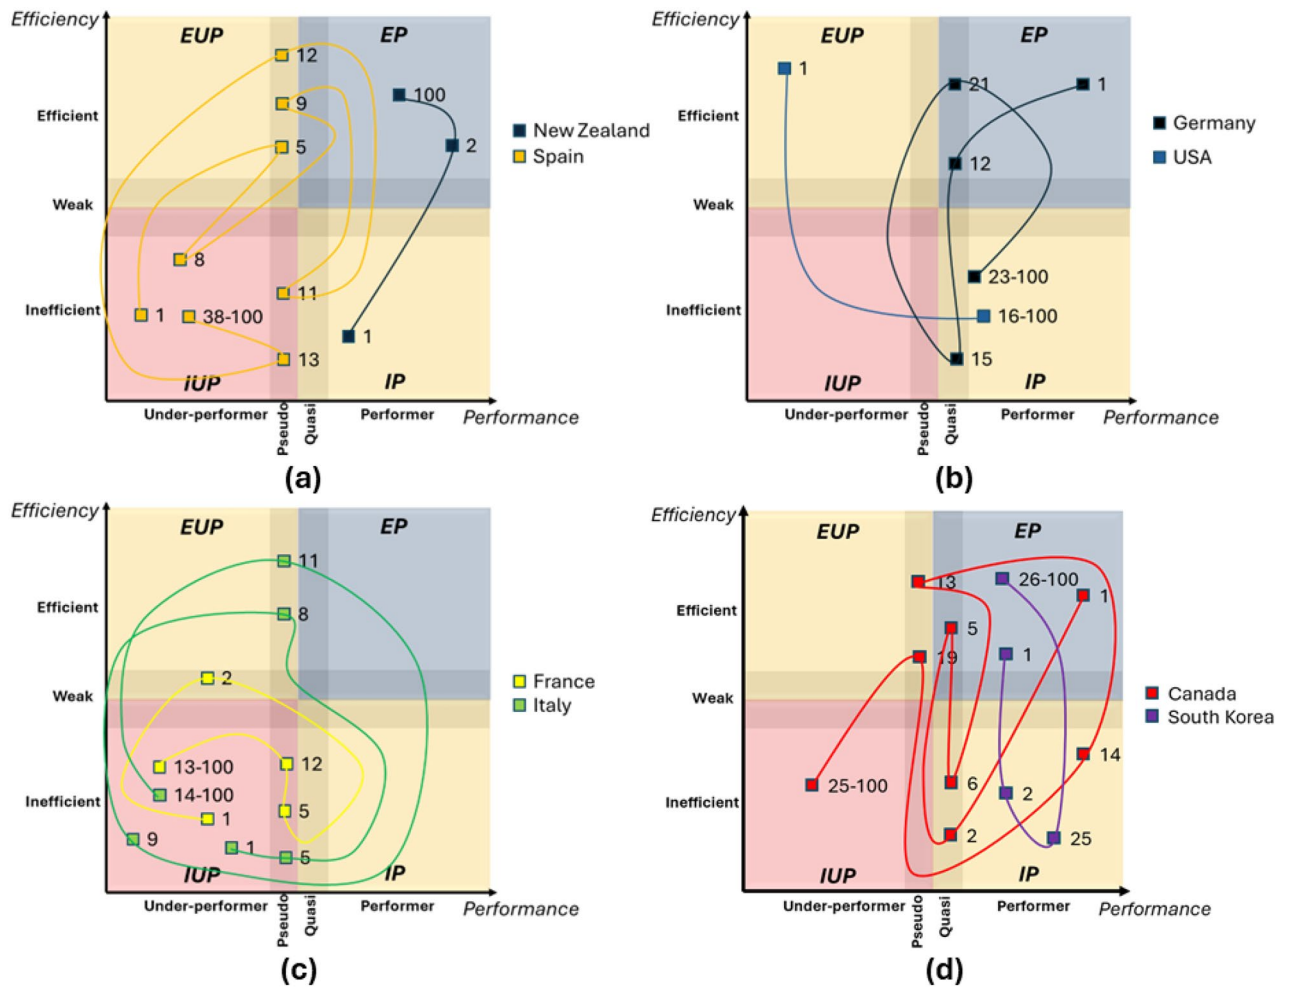 Efficiency
EUP
EP
12
9
100
5
2
Efficient
Weak
Inefficient
8
11
1
38-100
1
13
IUP
IP
Under-performer
Pseudo
Quasi
Performer
Performance
New Zealand
Spain
(a)
Efficiency
EUP
EP
1
21
1
12
Efficient
Weak
Inefficient
23-100
16-100
15
IUP
IP
Under-performer
Pseudo
Quasi
Performer
Performance
Germany
USA
(b)
Efficiency
EUP
EP
11
8
2
Efficient
Weak
Inefficient
13-100
12
14-100
5
1
9
1
5
IUP
IP
Under-performer
Pseudo
Quasi
Performer
Performance
France
Italy
(c)
Efficiency
EUP
EP
13
26-100
1
5
19
1
Efficient
Weak
Inefficient
14
25-100
6
2
2
25
IUP
IP
Under-performer
Pseudo
Quasi
Performer
Performance
Canada
South Korea
(d)